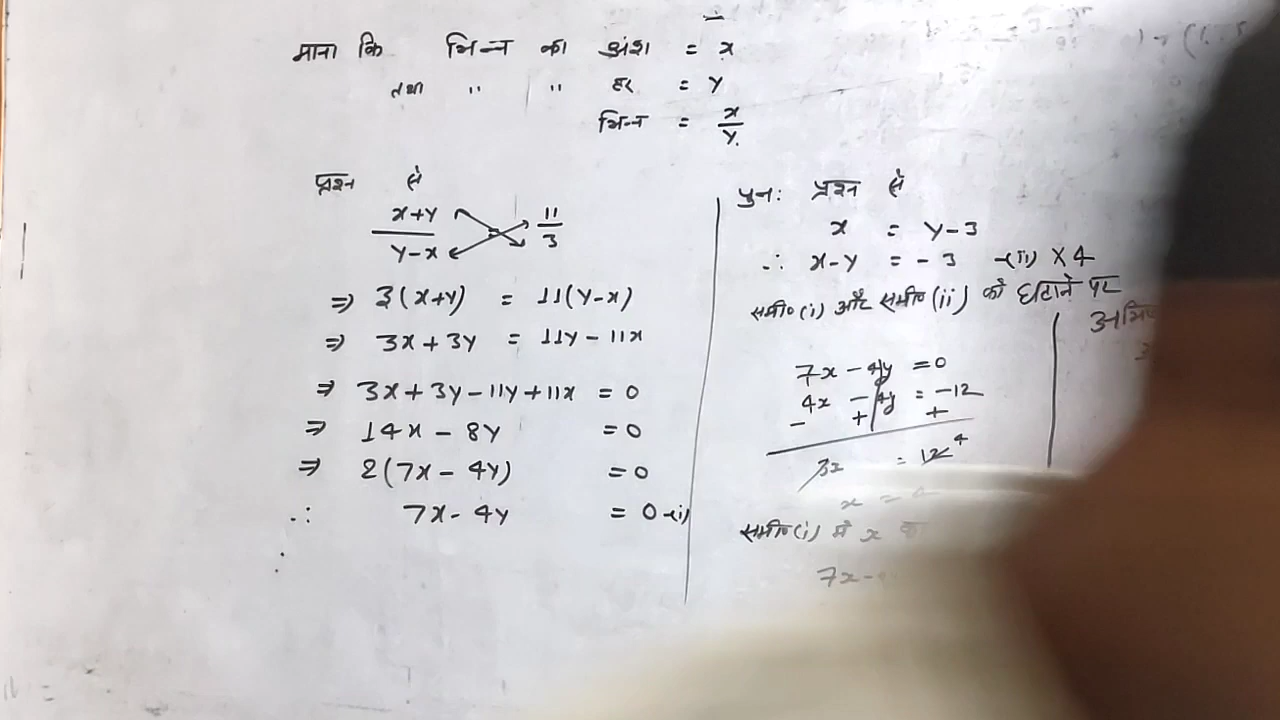 माना कि भिन्न का अंश = x
तथा " " हर = y
भिन्न = x/y
प्रश्न से
x+y/y-x = 11/3
⇒ 3(x+y) = 11(y-x)
⇒ 3x+3y = 11y-11x
⇒ 3x+3y-11y+11x = 0
⇒ 14x-8y = 0
⇒ 2(7x-4y) = 0
∴ 7x-4y = 0 -(i)
पुनः प्रश्न से
x = y-3
∴ x-y = -3 -(ii) X 4
समी०(i) और समी०(ii) को घटाने पर
7x-4y = 0
4x-4y = -12
- + +
3x = 12 4
x =
समी०(i) में x
7x-